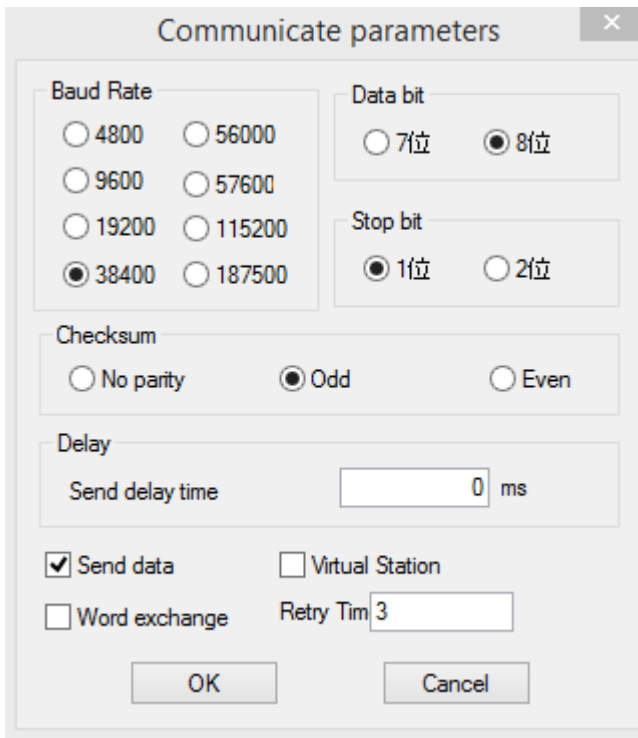 Communicate parameters
Baud Rate
4800 56000
9600 57600
19200 115200
38400 187500
Data bit
7位 8位
Stop bit
1位 2位
Checksum
No parity Odd Even
Delay
Send delay time 0 ms
Send data Virtual Station
Word exchange Retry Tim 3
OK Cancel